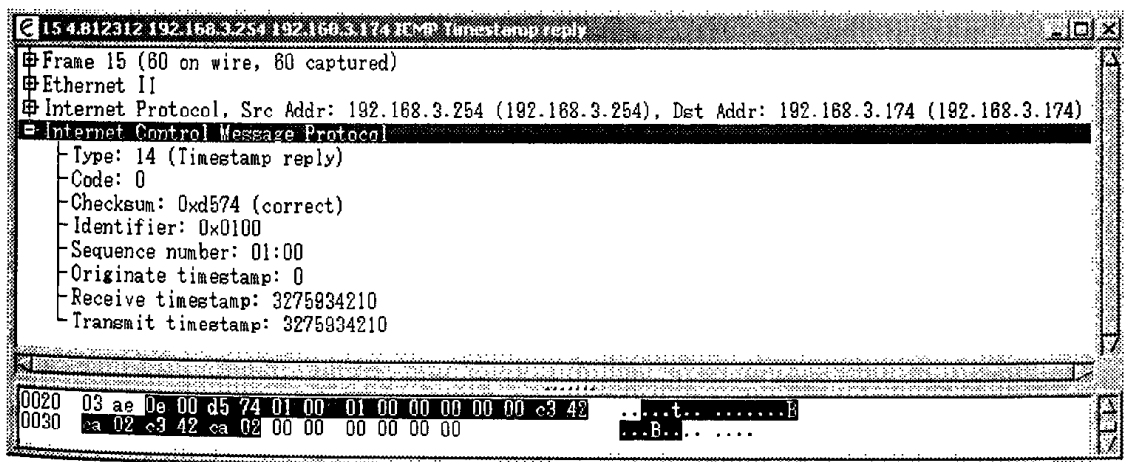 15 4.812312 192.168.3.254 192.168.3.174 ICMP Timestamp reply
Frame 15 (60 on wire, 60 captured)
Ethernet II
Internet Protocol, Src Addr: 192.168.3.254 (192.168.3.254), Dst Addr: 192.168.3.174 (192.168.3.174)
Internet Control Message Protocol
Type: 14 (Timestamp reply)
Code: 0
Checksum: 0xd574 (correct)
Identifier: 0x0100
Sequence number: 01:00
Originate timestamp: 0
Receive timestamp: 3275934210
Transmit timestamp: 3275934210
0020 03 ae 0e 00 d5 74 01 00 01 00 00 00 00 00 c3 42 .....t.. .......B
0030 ca 02 c3 42 ca 02 00 00 00 00 00 00 ...B.... ....